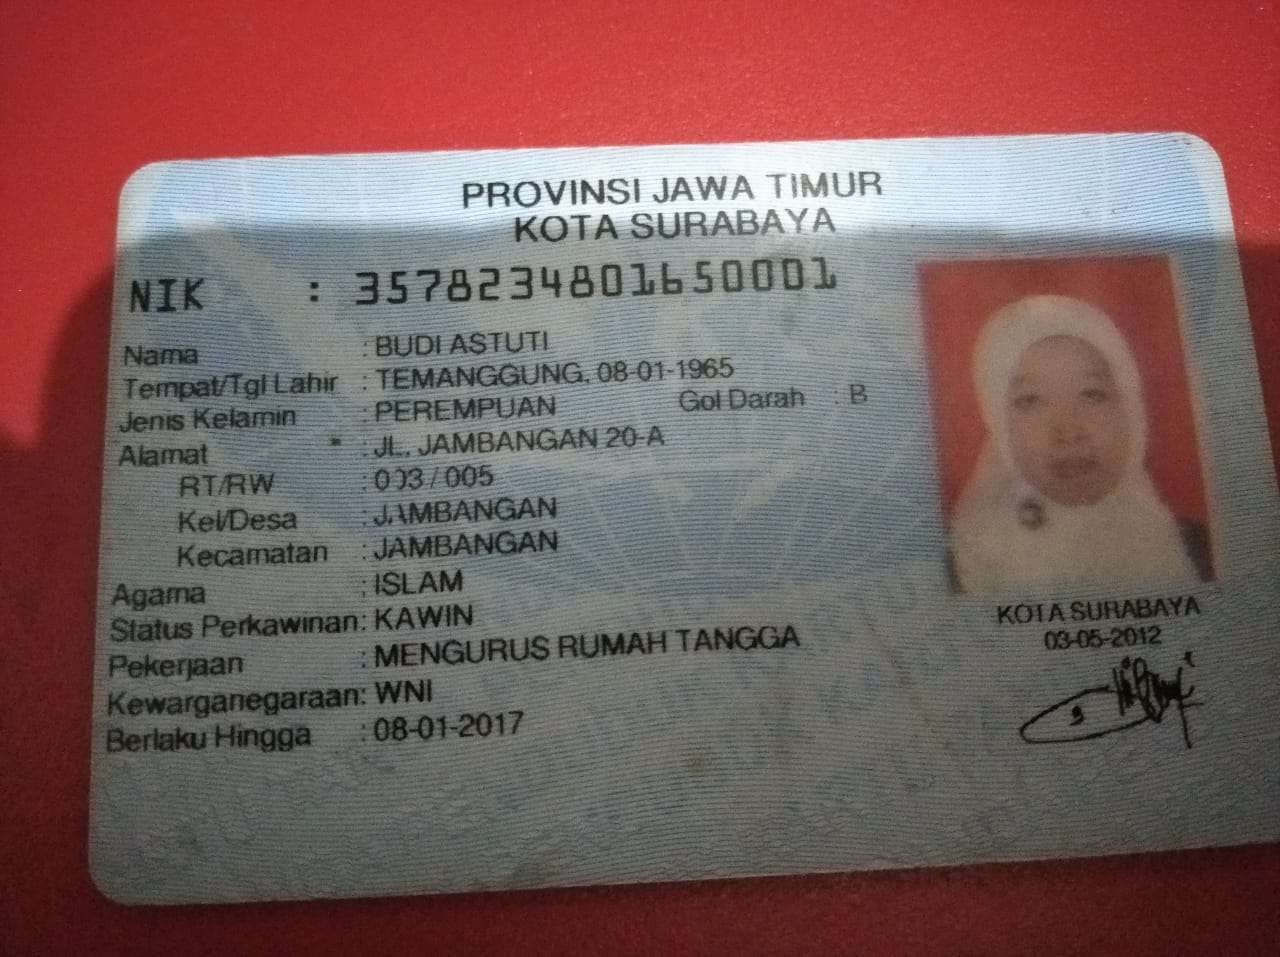 PROVINSI JAWA TIMUR
KOTA SURABAYA
NIK : 3578234801650001
Nama : BUDI ASTUTI
Tempat/Tgl Lahir : TEMANGGUNG, 08-01-1965
Jenis Kelamin : PEREMPUAN Gol Darah : B
Alamat : JL. JAMBANGAN 20-A
RT/RW : 003 / 005
Kel/Desa : JAMBANGAN
Kecamatan : JAMBANGAN
Agama : ISLAM
Status Perkawinan: KAWIN
Pekerjaan : MENGURUS RUMAH TANGGA
Kewarganegaraan: WNI
Berlaku Hingga : 08-01-2017
KOTA SURABAYA
03-05-2012